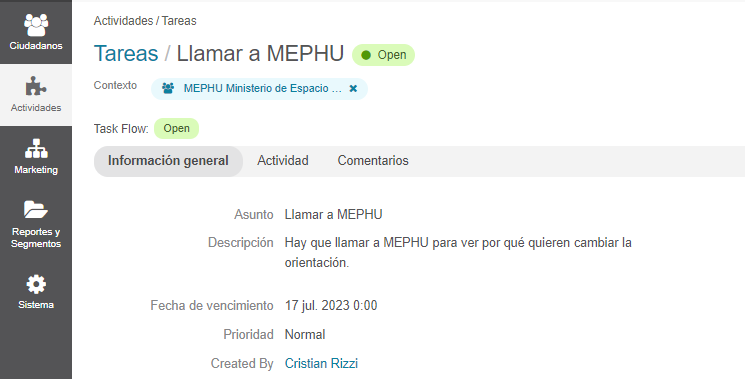 Ciudadanos
Actividades
Marketing
Reportes y
Segmentos
Sistema
Actividades / Tareas
Tareas / Llamar a MEPHU Open
Contexto MEPHU Ministerio de Espacio ... ×
Task Flow: Open
Información general Actividad Comentarios
Asunto Llamar a MEPHU
Descripción Hay que llamar a MEPHU para ver por qué quieren cambiar la
orientación.
Fecha de vencimiento 17 jul. 2023 0:00
Prioridad Normal
Created By Cristian Rizzi